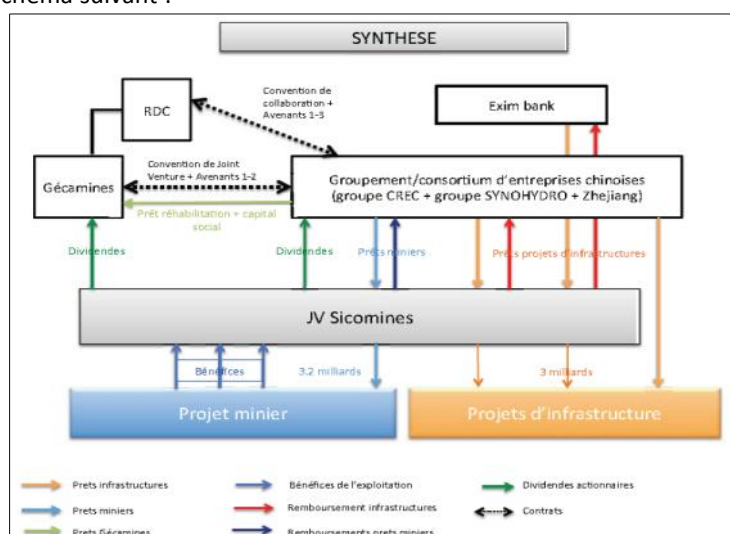 chéma suivant :
SYNTHESE
Convention de
collaboration +
Avenants 1-3
RDC
Exim bank
Convention de Joint
Venture + Avenants 1-2
Gécamines
Groupement/consortium d'entreprises chinoises
(groupe CREC + groupe SYNOHYDRO + Zhejiang)
Prêt réhabilitation + capital
social
Dividendes
Dividendes
Prêts miniers
Prêts projets d'infrastructures
JV Sicomines
Bénéfices
3.2 milliards
3 milliards
Projet minier
Projets d'infrastructure
Prets infrastructures
Bénéfices de l'exploitation
Dividendes actionnaires
Prets miniers
Remboursement infrastructures
Contrats
Prets Gécamines
Remboursements prets miniers